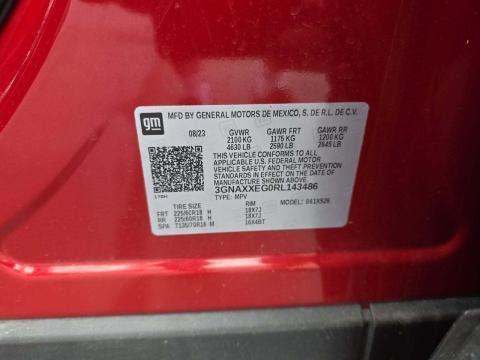 gm
MFD BY GENERAL MOTORS DE MEXICO, S. DE R.L. DE C.V.
08/23 GVWR GAWR FRT GAWR RR
2100 KG 1175 KG 1200 KG
4630 LB 2590 LB 2645 LB
THIS VEHICLE CONFORMS TO ALL
APPLICABLE U.S. FEDERAL MOTOR
VEHICLE SAFETY AND THEFT
PREVENTION STANDARDS
IN EFFECT ON THE DATE OF
MANUFACTURE SHOWN ABOVE.
3GNAXXEG0RL143486
TYPE: MPV
TIRE SIZE RIM
FRT 225/60R18 H 18X7J
RR 225/60R18 H 18X7J
SPA T135/70R16 M 16X4BT